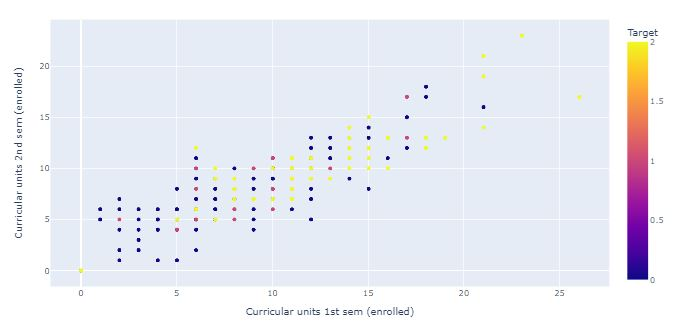 Target
2
1.5
1
0.5
0
Curricular units 2nd sem (enrolled)
20
15
10
5
0
0 5 10 15 20 25
Curricular units 1st sem (enrolled)